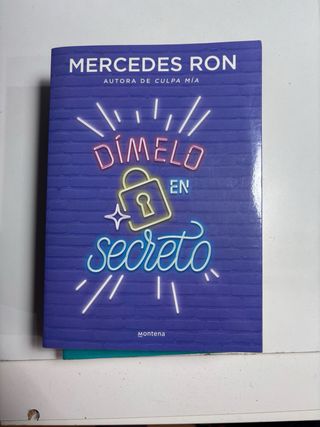 MERCEDES RON
AUTORA DE CULPA MÍA
DÍMELO
EN
secreto
Montena